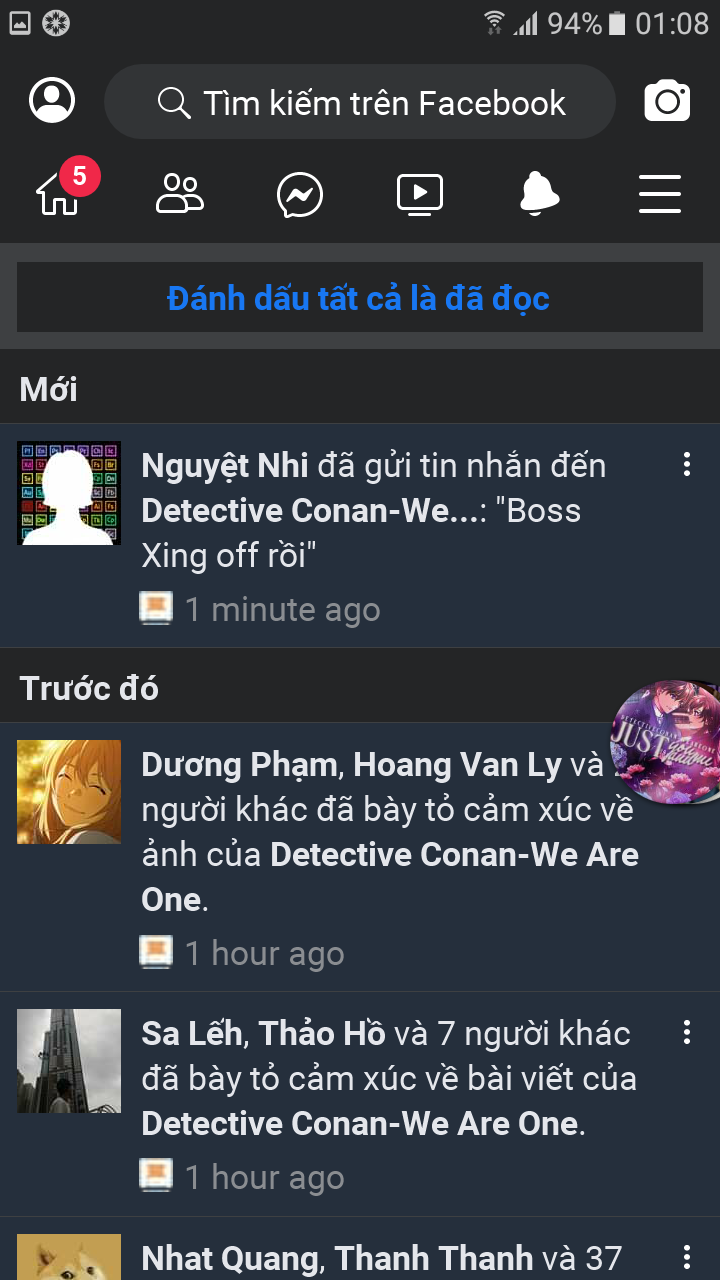 94% 01:08
Tìm kiếm trên Facebook
5
Đánh dấu tất cả là đã đọc
Mới
Nguyệt Nhi đã gửi tin nhắn đến
Detective Conan-We...: "Boss
Xing off rồi"
1 minute ago
Trước đó
Dương Phạm, Hoang Van Ly và
người khác đã bày tỏ cảm xúc về
ảnh của Detective Conan-We Are
One.
1 hour ago
JUST
Sa Lếh, Thảo Hồ và 7 người khác
đã bày tỏ cảm xúc về bài viết của
Detective Conan-We Are One.
1 hour ago
Nhat Quang, Thanh Thanh và 37